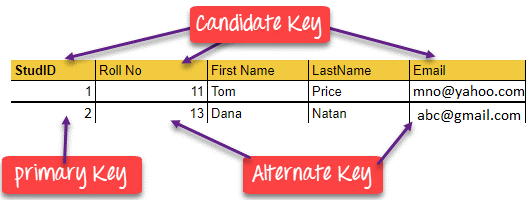 Candidate Key
StudID Roll No First Name LastName Email
1 11 Tom Price mno@yahoo.com
2 13 Dana Natan abc@gmail.com
primary Key Alternate Key